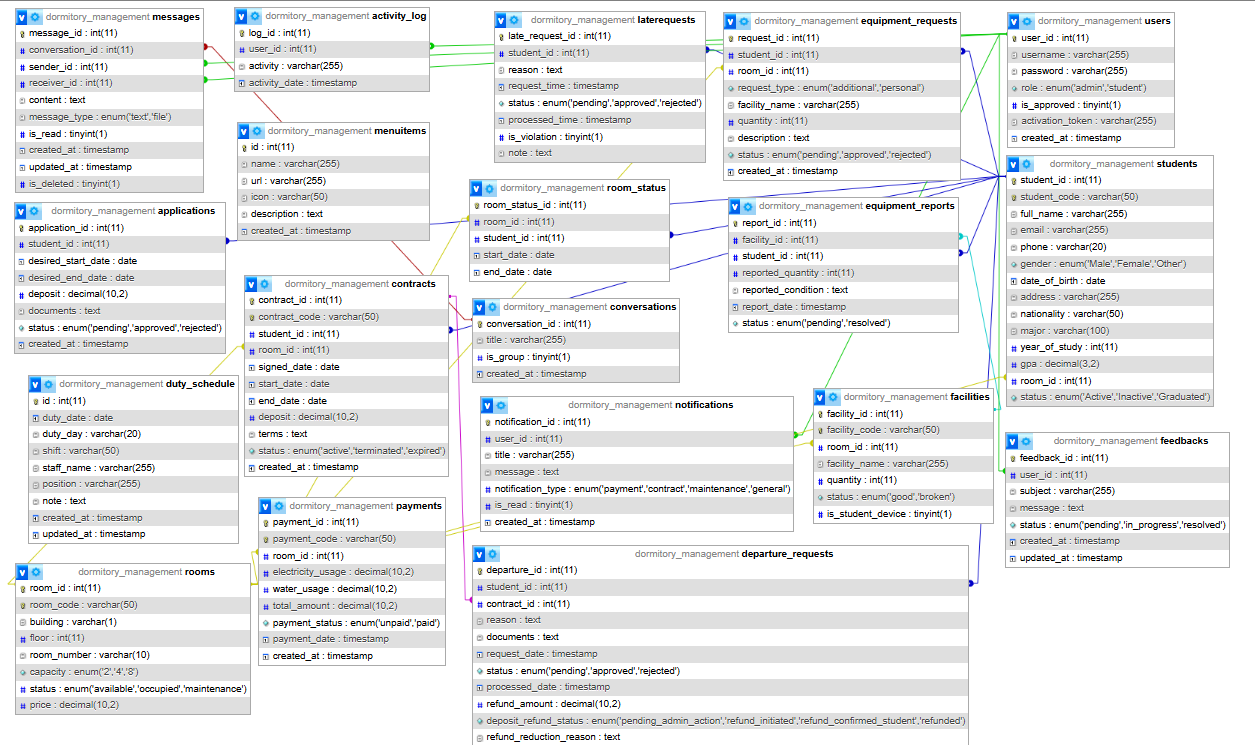 dormitory_management messages
message_id : int(11)
conversation_id : int(11)
sender_id : int(11)
receiver_id : int(11)
content : text
message_type : enum('text','file')
is_read : tinyint(1)
created_at : timestamp
updated_at : timestamp
is_deleted : tinyint(1)
dormitory_management activity_log
log_id : int(11)
user_id : int(11)
activity : varchar(255)
activity_date : timestamp
dormitory_management laterequests
late_request_id : int(11)
student_id : int(11)
reason : text
request_time : timestamp
status : enum('pending','approved','rejected')
processed_time : timestamp
is_violation : tinyint(1)
note : text
dormitory_management equipment_requests
request_id : int(11)
student_id : int(11)
room_id : int(11)
request_type : enum('additional','personal')
facility_name : varchar(255)
quantity : int(11)
description : text
status : enum('pending','approved','rejected')
created_at : timestamp
dormitory_management users
user_id : int(11)
username : varchar(255)
password : varchar(255)
role : enum('admin','student')
is_approved : tinyint(1)
activation_token : varchar(255)
created_at : timestamp
dormitory_management menuitems
id : int(11)
name : varchar(255)
url : varchar(255)
icon : varchar(50)
description : text
created_at : timestamp
dormitory_management students
student_id : int(11)
student_code : varchar(50)
full_name : varchar(255)
email : varchar(255)
phone : varchar(20)
gender : enum('Male','Female','Other')
date_of_birth : date
address : varchar(255)
nationality : varchar(50)
major : varchar(100)
year_of_study : int(11)
gpa : decimal(3,2)
room_id : int(11)
status : enum('Active','Inactive','Graduated')
dormitory_management room_status
room_status_id : int(11)
room_id : int(11)
student_id : int(11)
start_date : date
end_date : date
dormitory_management equipment_reports
report_id : int(11)
facility_id : int(11)
student_id : int(11)
reported_quantity : int(11)
reported_condition : text
report_date : timestamp
status : enum('pending','resolved')
dormitory_management applications
application_id : int(11)
student_id : int(11)
desired_start_date : date
desired_end_date : date
deposit : decimal(10,2)
documents : text
status : enum('pending','approved','rejected')
created_at : timestamp
dormitory_management contracts
contract_id : int(11)
contract_code : varchar(50)
student_id : int(11)
room_id : int(11)
signed_date : date
start_date : date
end_date : date
deposit : decimal(10,2)
terms : text
status : enum('active','terminated','expired')
created_at : timestamp
dormitory_management conversations
conversation_id : int(11)
title : varchar(255)
is_group : tinyint(1)
created_at : timestamp
dormitory_management duty_schedule
id : int(11)
duty_date : date
duty_day : varchar(20)
shift : varchar(50)
staff_name : varchar(255)
position : varchar(255)
note : text
created_at : timestamp
updated_at : timestamp
dormitory_management notifications
notification_id : int(11)
user_id : int(11)
title : varchar(255)
message : text
notification_type : enum('payment','contract','maintenance','general')
is_read : tinyint(1)
created_at : timestamp
dormitory_management facilities
facility_id : int(11)
facility_code : varchar(50)
room_id : int(11)
facility_name : varchar(255)
quantity : int(11)
status : enum('good','broken')
is_student_device : tinyint(1)
dormitory_management feedbacks
feedback_id : int(11)
user_id : int(11)
subject : varchar(255)
message : text
status : enum('pending','in_progress','resolved')
created_at : timestamp
updated_at : timestamp
dormitory_management payments
payment_id : int(11)
payment_code : varchar(50)
room_id : int(11)
electricity_usage : decimal(10,2)
water_usage : decimal(10,2)
total_amount : decimal(10,2)
payment_status : enum('unpaid','paid')
payment_date : timestamp
created_at : timestamp
dormitory_management rooms
room_id : int(11)
room_code : varchar(50)
building : varchar(1)
floor : int(11)
room_number : varchar(10)
capacity : enum('2','4','8')
status : enum('available','occupied','maintenance')
price : decimal(10,2)
dormitory_management departure_requests
departure_id : int(11)
student_id : int(11)
contract_id : int(11)
reason : text
documents : text
request_date : timestamp
status : enum('pending','approved','rejected')
processed_date : timestamp
refund_amount : decimal(10,2)
deposit_refund_status : enum('pending_admin_action','refund_initiated','refund_confirmed_student','refunded')
refund_reduction_reason : text